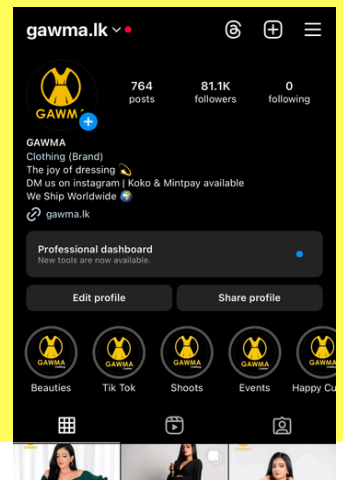 gawma.lk
GAWMA
764
posts
81.1K
followers
0
following
GAWMA
Clothing (Brand)
The joy of dressing 💫
DM us on instagram | Koko & Mintpay available
We Ship Worldwide 🌍
gawma.lk
Professional dashboard
New tools are now available.
Edit profile
Share profile
GAWMA
GAWMA
GAWMA
GAWMA
GAWMA
Beauties
Tik Tok
Shoots
Events
Happy Cu